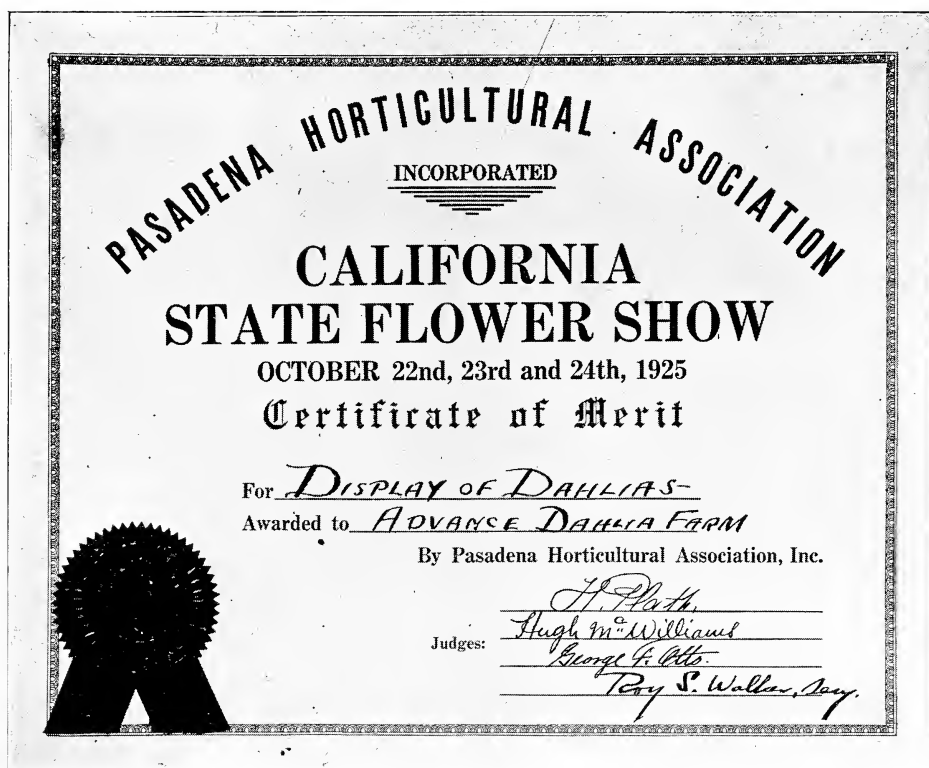 PASADENA HORTICULTURAL ASSOCIATION
INCORPORATED
CALIFORNIA
STATE FLOWER SHOW
OCTOBER 22nd, 23rd and 24th, 1925
Certificate of Merit
For DISPLAY OF DAHLIAS-
Awarded to ADVANCE DAHLIA FARM
By Pasadena Horticultural Association, Inc.
H. Plath.
Judges: Hugh McWilliams
George F. Otto.
Roy S. Walker, Secy.